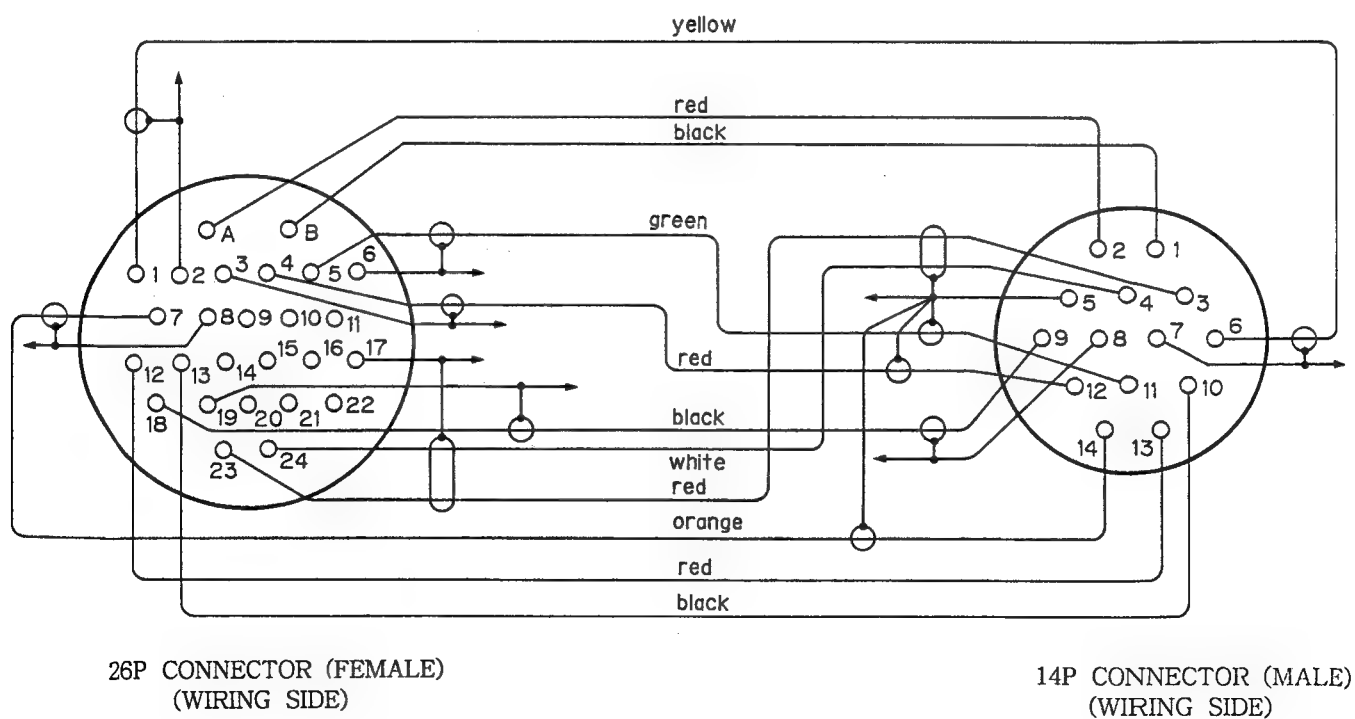 yellow
red
black
green
A B
2 1
1 2 3 4 5 6
5 4 3
7 8 9 10 11
9 8 7 6
12 13 14 15 16 17
red
12 11 10
18 19 20 21 22
black
14 13
23 24
white
red
orange
red
black
26P CONNECTOR (FEMALE)
(WIRING SIDE)
14P CONNECTOR (MALE)
(WIRING SIDE)